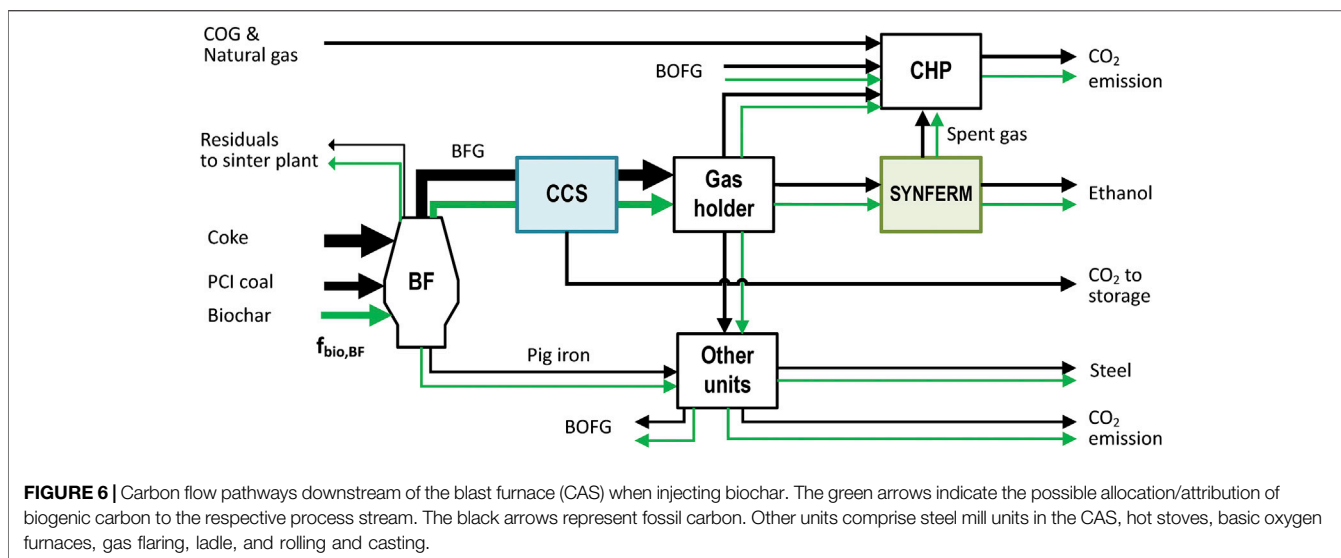 COG &
Natural gas
BOFG
CHP
CO₂
emission
Residuals
to sinter plant
BFG
Spent gas
CCS
Gas
holder
SYNFERM
Ethanol
Coke
PCI coal
Biochar
BF
f_bio,BF
CO₂ to
storage
Pig iron
Other
units
Steel
BOFG
CO₂
emission
FIGURE 6 | Carbon flow pathways downstream of the blast furnace (CAS) when injecting biochar. The green arrows indicate the possible allocation/attribution of
biogenic carbon to the respective process stream. The black arrows represent fossil carbon. Other units comprise steel mill units in the CAS, hot stoves, basic oxygen
furnaces, gas flaring, ladle, and rolling and casting.